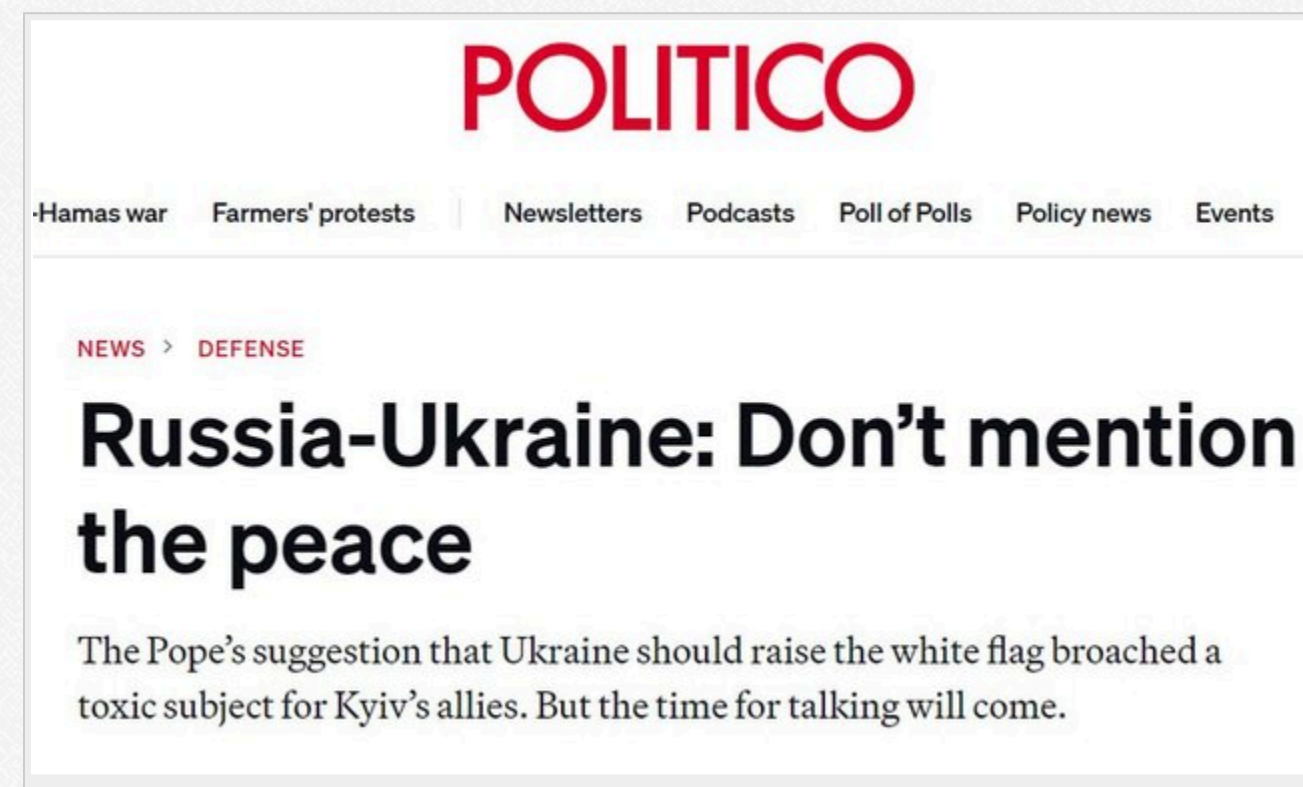 POLITICO
-Hamas war Farmers' protests Newsletters Podcasts Poll of Polls Policy news Events
NEWS > DEFENSE
Russia-Ukraine: Don’t mention
the peace
The Pope’s suggestion that Ukraine should raise the white flag broached a
toxic subject for Kyiv’s allies. But the time for talking will come.